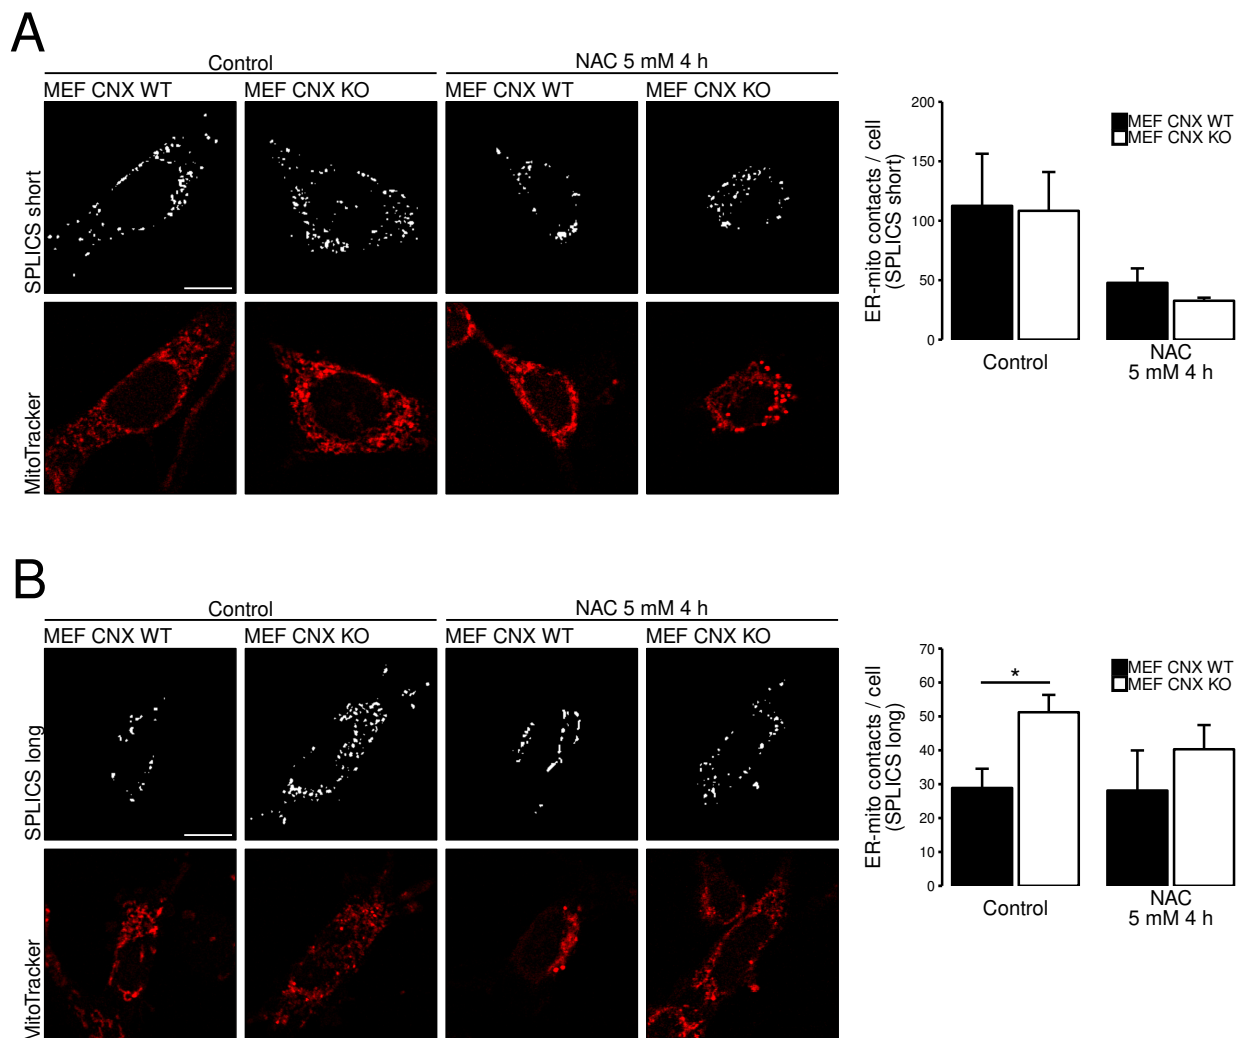 A
Control
NAC 5 mM 4 h
MEF CNX WT
MEF CNX KO
MEF CNX WT
MEF CNX KO
SPLICS short
MitoTracker
ER-mito contacts / cell
(SPLICS short)
200
150
100
50
0
MEF CNX WT
MEF CNX KO
Control
NAC
5 mM 4 h
B
Control
NAC 5 mM 4 h
MEF CNX WT
MEF CNX KO
MEF CNX WT
MEF CNX KO
SPLICS long
MitoTracker
ER-mito contacts / cell
(SPLICS long)
70
60
50
40
30
20
10
0
*
MEF CNX WT
MEF CNX KO
Control
NAC
5 mM 4 h